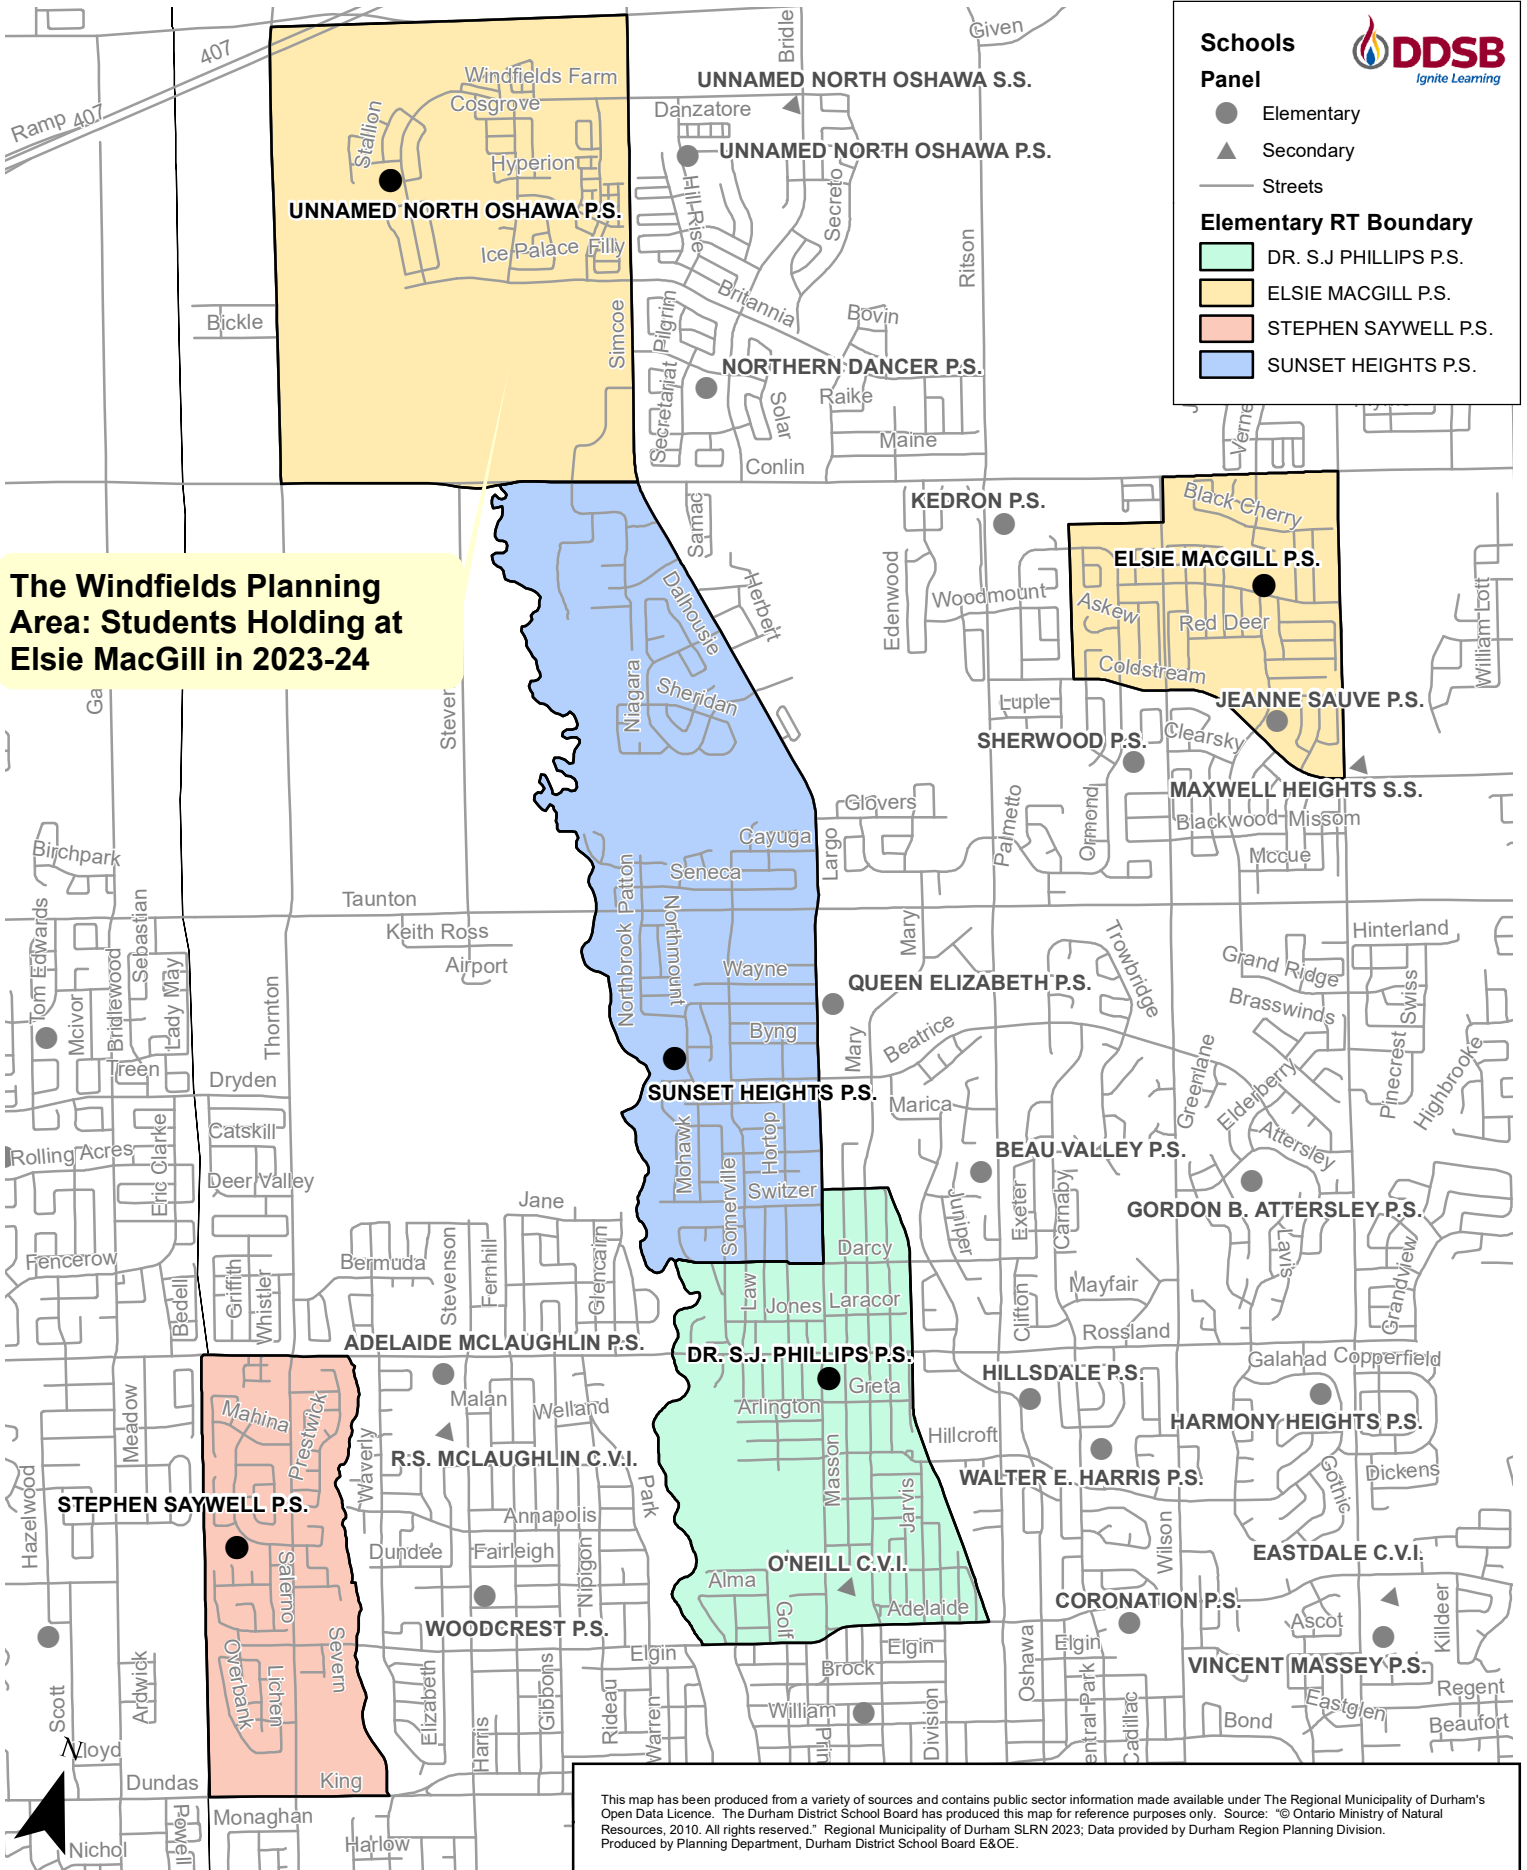 407
Ramp
407
Given
Bridle
Windfields Farm
Cosgrove
Stallion
Hyperion
UNNAMED NORTH OSHAWA P.S.
Ice Palace
Filly
UNNAMED NORTH OSHAWA S.S.
Danzatore
UNNAMED NORTH OSHAWA P.S.
Hill Rise
Secreto
Ritson
Schools
DDSB
Ignite Learning
Panel
Elementary
Secondary
Streets
Elementary RT Boundary
DR. S.J PHILLIPS P.S.
ELSIE MACGILL P.S.
STEPHEN SAYWELL P.S.
SUNSET HEIGHTS P.S.
Bickle
Simcoe
Pilgrim
Secretariat
Britannia
Bovin
NORTHERN DANCER P.S.
Solar
Raike
Maine
Conlin
Verne
KEDRON P.S.
Black Cherry
ELSIE MACGILL P.S.
Samac
Herbert
Dalhousie
Edenwood
Woodmount
Askew
Red Deer
Coldstream
William Lott
The Windfields Planning
Area: Students Holding at
Elsie MacGill in 2023-24
Ga
Stever
Niagara
Sheridan
Luple
JEANNE SAUVE P.S.
SHERWOOD P.S.
Clearsky
MAXWELL HEIGHTS S.S.
Glovers
Palmetto
Ormond
Blackwood
Missom
Mccue
Cayuga
Largo
Seneca
Patton
Birchpark
Taunton
Keith Ross
Airport
Northbrook
Northmount
Wayne
Byng
Mary
Tom Edwards
Sebastian
Bridlewood
Mcivor
Lady May
Thornton
Treen
Dryden
QUEEN ELIZABETH P.S.
Mary
Beatrice
Trowbridge
Hinterland
Grand Ridge
Brasswinds
Swiss
Pinecrest
Highbrooke
Greenlane
Elderberry
Attersley
SUNSET HEIGHTS P.S.
Marica
Catskill
Rolling Acres
Eric Clarke
Deer Valley
Mohawk
Hortop
Somerville
Switzer
BEAU VALLEY P.S.
Juniper
Exeter
Carnaby
GORDON B. ATTERSLEY P.S.
Lavis
Grandview
Jane
Fencerow
Bedell
Griffith
Whistler
Bermuda
Stevenson
Fernhill
Glencairn
Darcy
Law
Jones
Laracor
Clifton
Mayfair
Rossland
ADELAIDE MCLAUGHLIN P.S.
DR. S.J. PHILLIPS P.S.
Greta
Arlington
HILLSDALE P.S.
Galahad
Copperfield
Meadow
Mahina
Prestwick
Malan
Welland
Waverly
R.S. MCLAUGHLIN C.V.I.
Park
Masson
Jarvis
Hillcroft
WALTER E. HARRIS P.S.
HARMONY HEIGHTS P.S.
Gothic
Dickens
Hazelwood
STEPHEN SAYWELL P.S.
Annapolis
Dundee
Fairleigh
Nipigon
Salerno
WOODCREST P.S.
Alma
O'NEILL C.V.I.
Golf
Adelaide
Wilson
EASTDALE C.V.I.
CORONATION P.S.
Ascot
Killdeer
Elgin
Elgin
Elgin
Brock
William
Oshawa
VINCENT MASSEY P.S.
Eastglen
Regent
Beaufort
Bond
Scott
Ardwick
Overbank
Lichen
Severn
Elizabeth
Harris
Gibbons
Rideau
Warren
Prin
Division
entral-Park
Cadillac
N
lloyd
Dundas
King
Monaghan
Powell
Nichol
Harlow
This map has been produced from a variety of sources and contains public sector information made available under The Regional Municipality of Durham's
Open Data Licence. The Durham District School Board has produced this map for reference purposes only. Source: "© Ontario Ministry of Natural
Resources, 2010. All rights reserved." Regional Municipality of Durham SLRN 2023; Data provided by Durham Region Planning Division.
Produced by Planning Department, Durham District School Board E&OE.